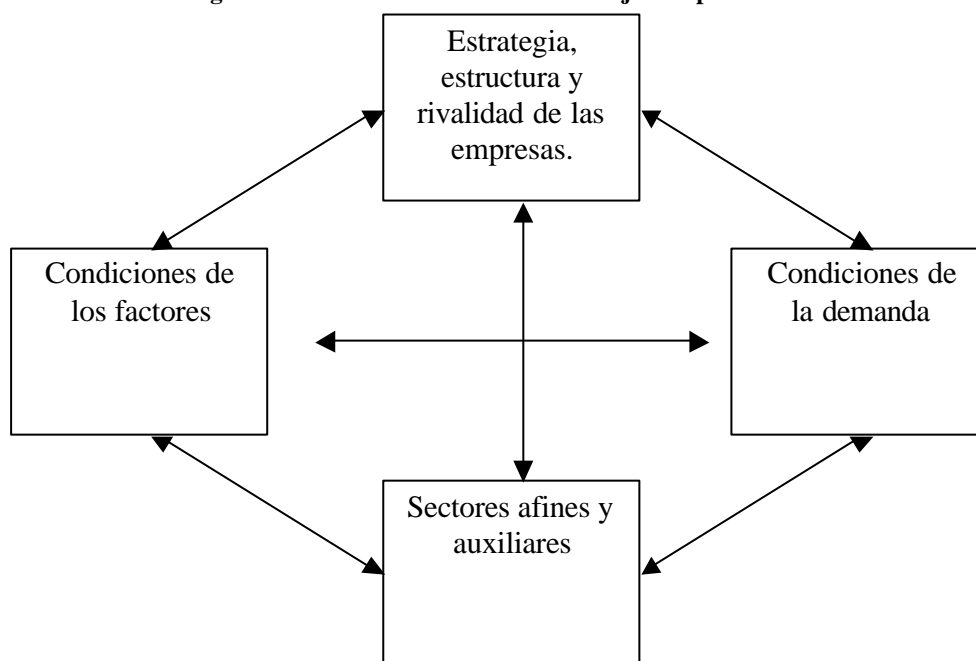 Estrategia,
estructura y
rivalidad de las
empresas.
Condiciones de
los factores
Condiciones de
la demanda
Sectores afines y
auxiliares